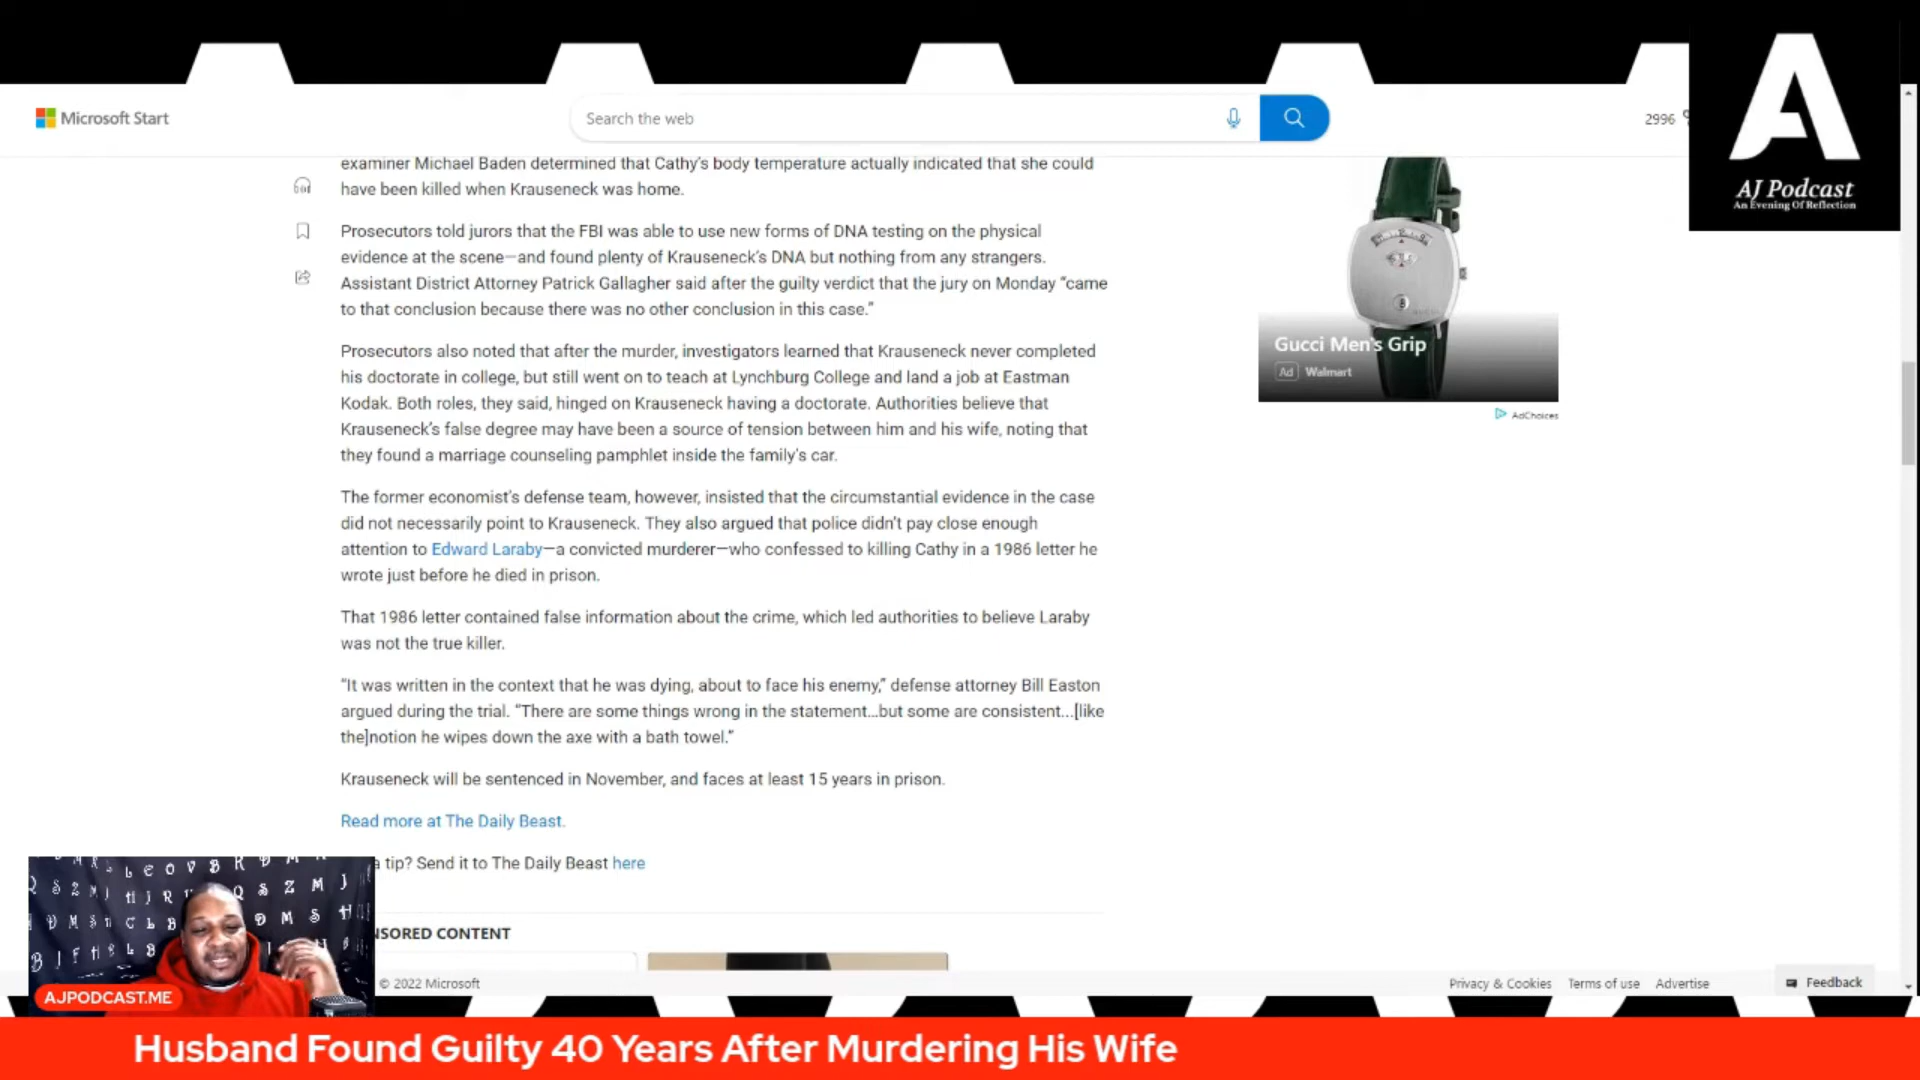 Microsoft Start
Search the web
2996
AJ Podcast
An Evening Of Reflection
examiner Michael Baden determined that Cathy's body temperature actually indicated that she could
have been killed when Krauseneck was home.
Prosecutors told jurors that the FBI was able to use new forms of DNA testing on the physical
evidence at the scene—and found plenty of Krauseneck's DNA but nothing from any strangers.
Assistant District Attorney Patrick Gallagher said after the guilty verdict that the jury on Monday “came
to that conclusion because there was no other conclusion in this case.”
Prosecutors also noted that after the murder, investigators learned that Krauseneck never completed
his doctorate in college, but still went on to teach at Lynchburg College and land a job at Eastman
Kodak. Both roles, they said, hinged on Krauseneck having a doctorate. Authorities believe that
Krauseneck's false degree may have been a source of tension between him and his wife, noting that
they found a marriage counseling pamphlet inside the family's car.
The former economist's defense team, however, insisted that the circumstantial evidence in the case
did not necessarily point to Krauseneck. They also argued that police didn't pay close enough
attention to Edward Laraby—a convicted murderer—who confessed to killing Cathy in a 1986 letter he
wrote just before he died in prison.
That 1986 letter contained false information about the crime, which led authorities to believe Laraby
was not the true killer.
“It was written in the context that he was dying, about to face his enemy,” defense attorney Bill Easton
argued during the trial. “There are some things wrong in the statement…but some are consistent…[like
the]notion he wipes down the axe with a bath towel.”
Krauseneck will be sentenced in November, and faces at least 15 years in prison.
Read more at The Daily Beast.
a tip? Send it to The Daily Beast here
Gucci Men's Grip
Ad Walmart
AdChoices
NSORED CONTENT
© 2022 Microsoft
Privacy & Cookies Terms of use Advertise
Feedback
AJPODCAST.ME
Husband Found Guilty 40 Years After Murdering His Wife